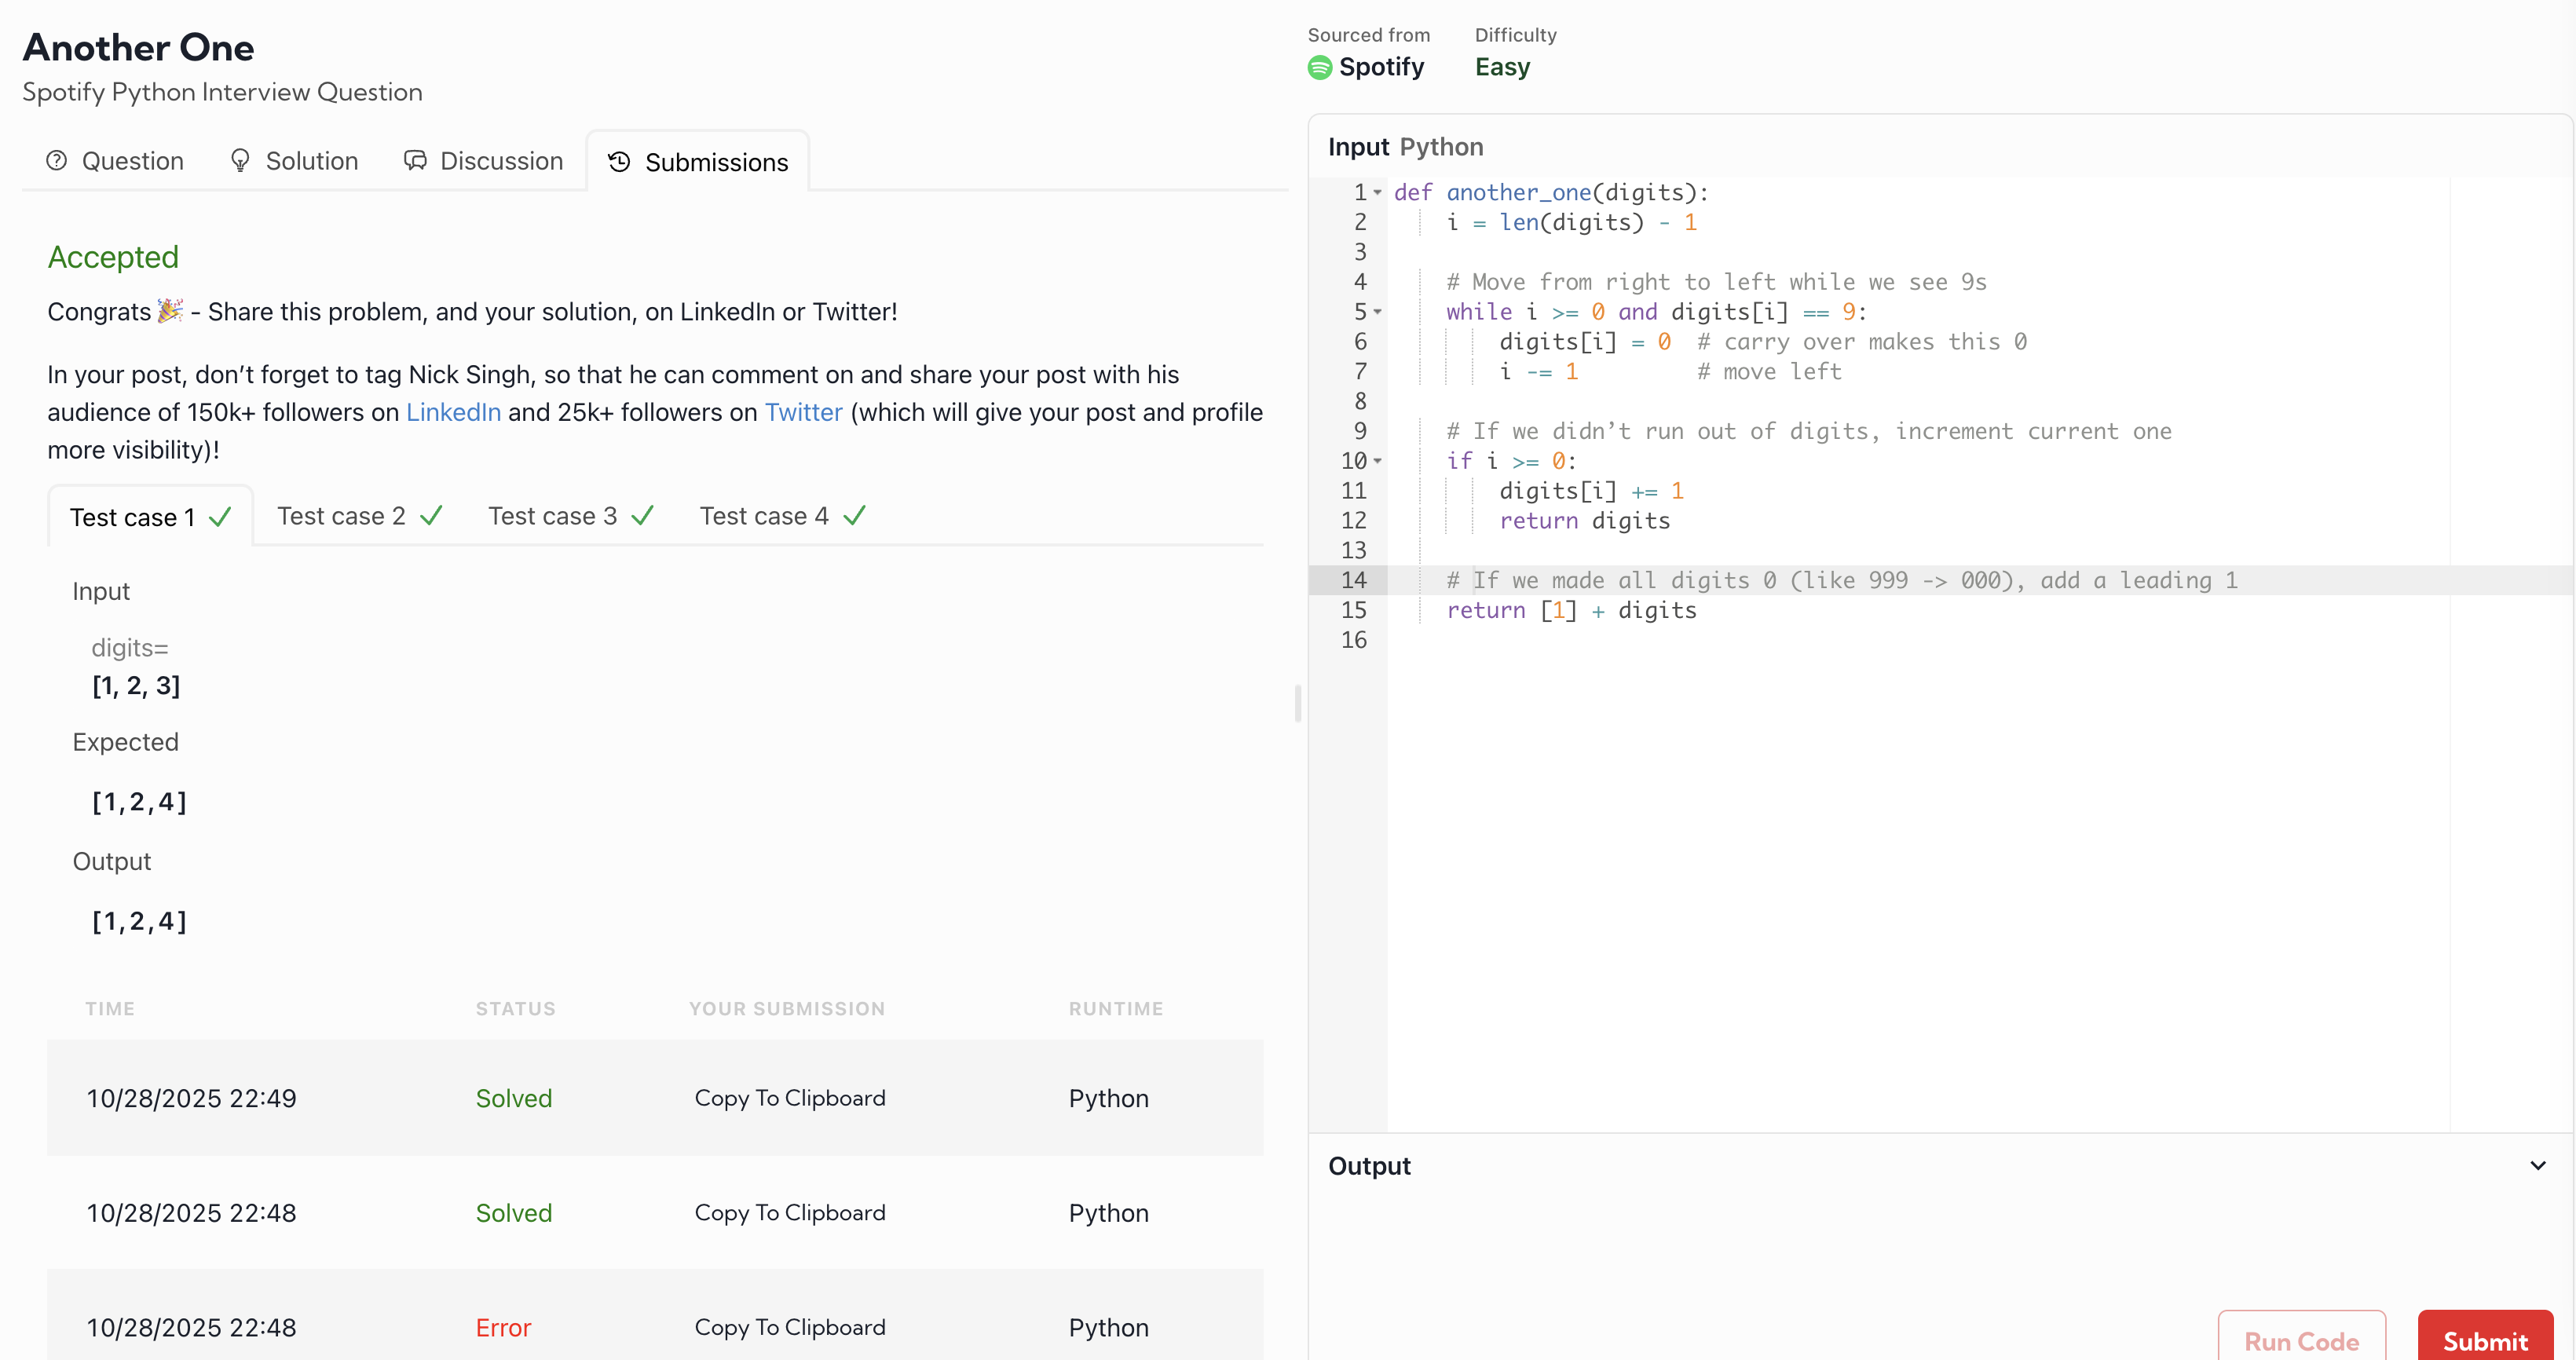 Another One
Spotify Python Interview Question
Question
Solution
Discussion
Submissions
Accepted
Congrats 🎉 - Share this problem, and your solution, on LinkedIn or Twitter!
In your post, don’t forget to tag Nick Singh, so that he can comment on and share your post with his
audience of 150k+ followers on LinkedIn and 25k+ followers on Twitter (which will give your post and profile
more visibility)!
Test case 1 ✓
Test case 2 ✓
Test case 3 ✓
Test case 4 ✓
Input
digits=
[1, 2, 3]
Expected
[1,2,4]
Output
[1,2,4]
TIME STATUS YOUR SUBMISSION RUNTIME
10/28/2025 22:49 Solved Copy To Clipboard Python
10/28/2025 22:48 Solved Copy To Clipboard Python
10/28/2025 22:48 Error Copy To Clipboard Python
Sourced from
Spotify
Difficulty
Easy
Input Python
1 def another_one(digits):
2     i = len(digits) - 1
3
4     # Move from right to left while we see 9s
5     while i >= 0 and digits[i] == 9:
6         digits[i] = 0  # carry over makes this 0
7         i -= 1         # move left
8
9     # If we didn’t run out of digits, increment current one
10     if i >= 0:
11         digits[i] += 1
12         return digits
13
14     # If we made all digits 0 (like 999 -> 000), add a leading 1
15     return [1] + digits
16
Output
Run Code
Submit